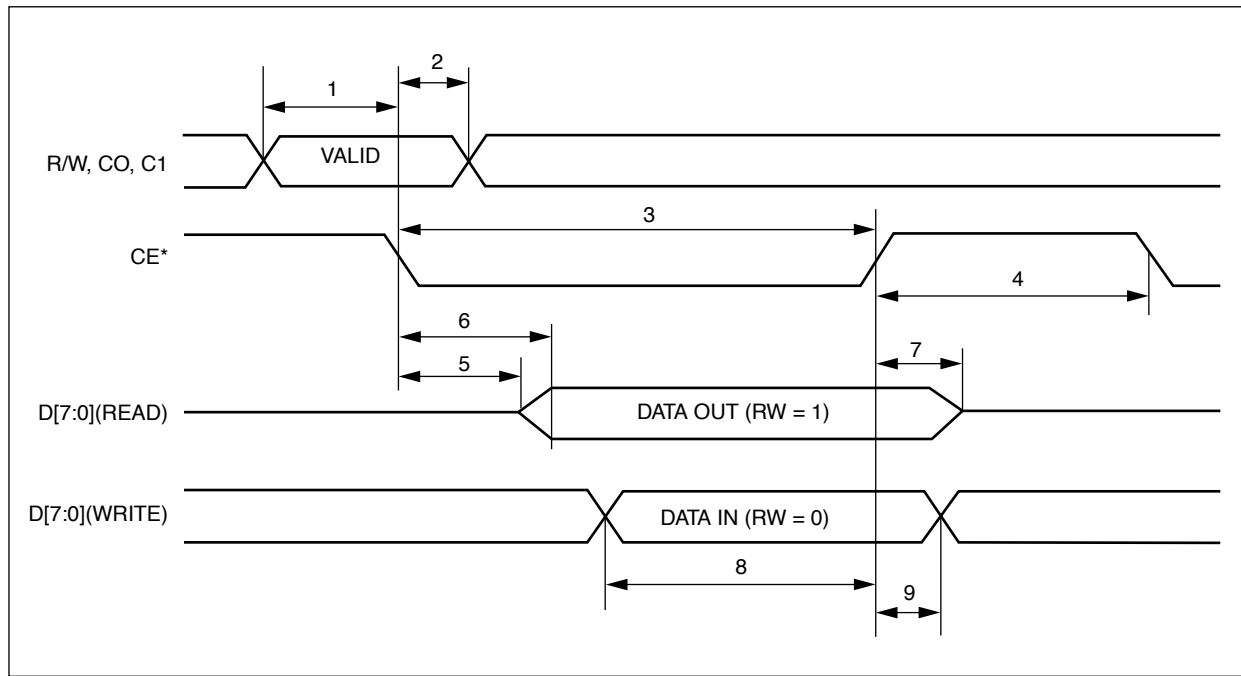 1
2
R/W, CO, C1
VALID
3
CE*
4
6
5
7
D[7:0](READ)
DATA OUT (RW = 1)
D[7:0](WRITE)
DATA IN (RW = 0)
8
9